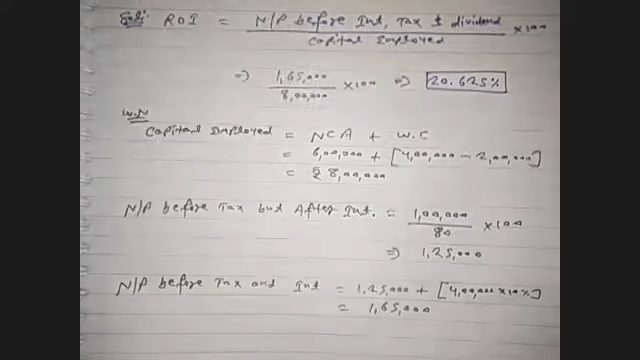 Sol:- ROI = N/P before Int, Tax & dividend / Capital Employed × 100
=) 1,65,000 / 8,00,000 × 100 =) 20.625%
W.N
Capital Employed = NCA + W.C
= 6,00,000 + [4,00,000 - 2,00,000]
= ₹ 8,00,000
N/P before Tax but After Int. = 1,00,000 / 80 × 100
=) 1,25,000
N/P before Tax and Int = 1,25,000 + [4,00,000 × 10%]
= 1,65,000